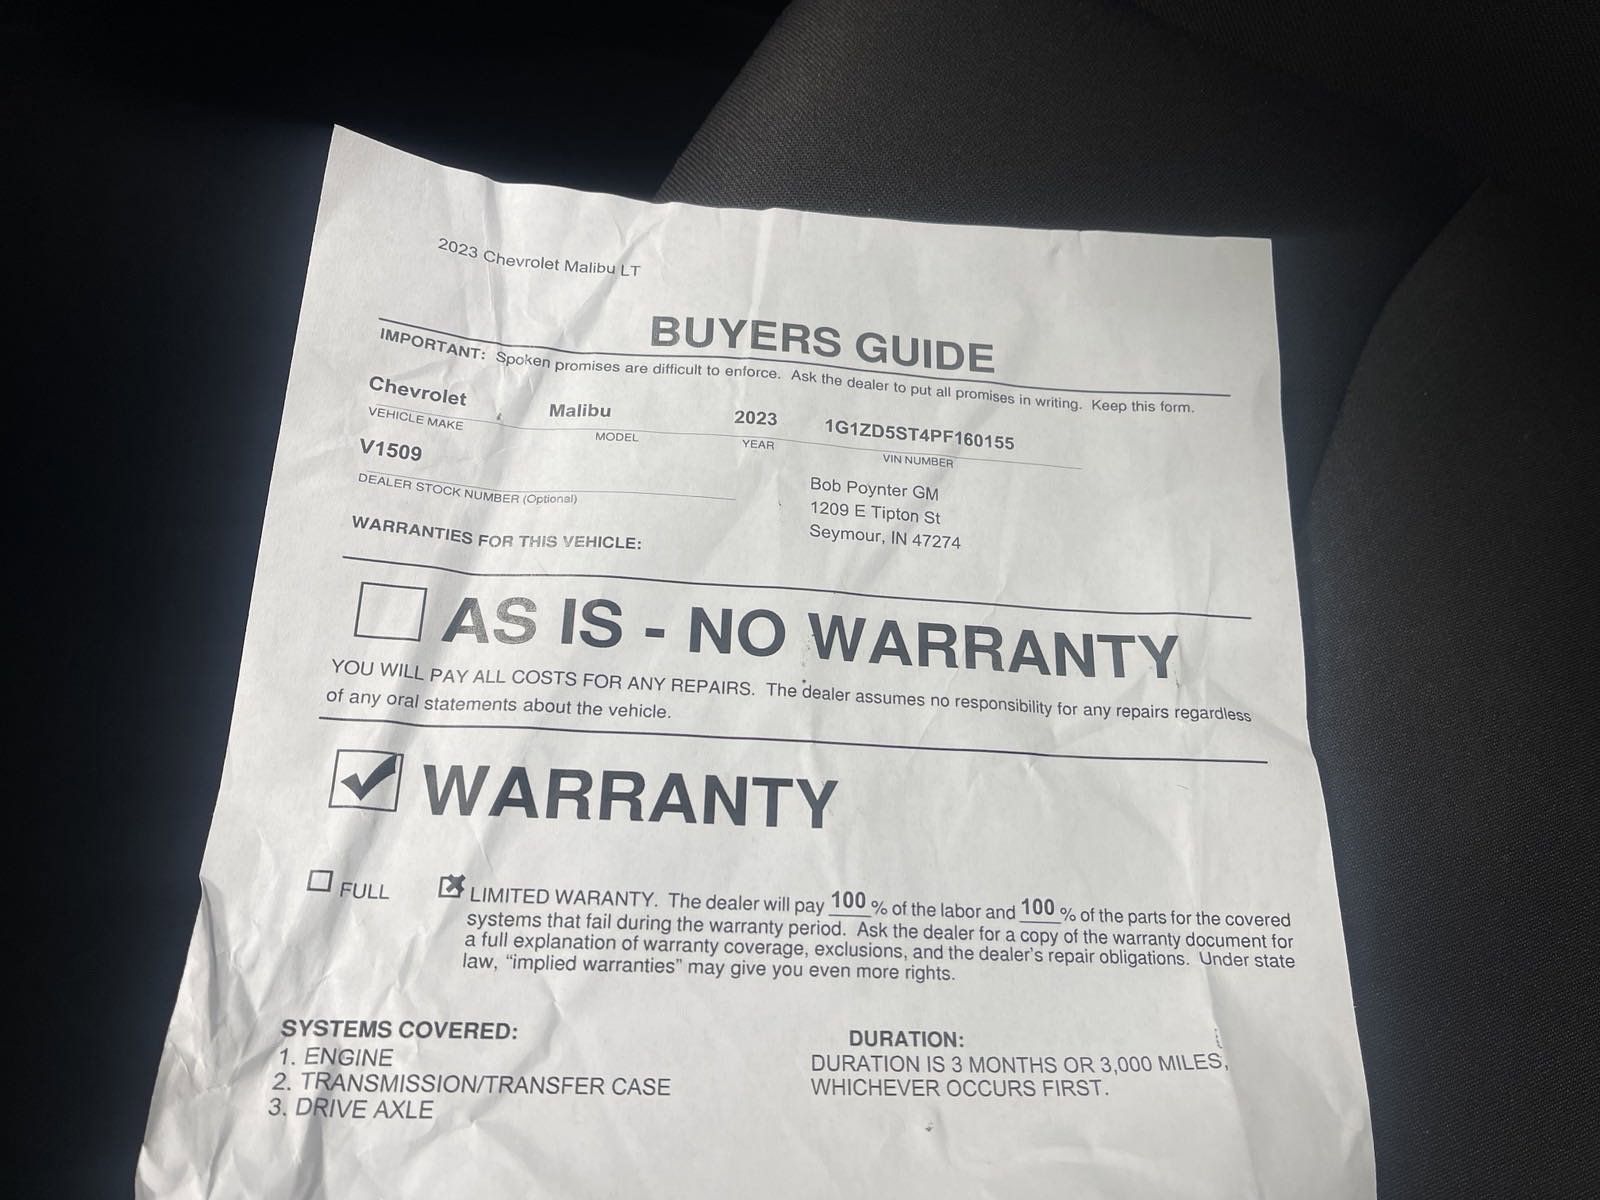 2023 Chevrolet Malibu LT
BUYERS GUIDE
IMPORTANT: Spoken promises are difficult to enforce. Ask the dealer to put all promises in writing. Keep this form.
Chevrolet Malibu 2023 1G1ZD5ST4PF160155
VEHICLE MAKE MODEL YEAR VIN NUMBER
V1509
DEALER STOCK NUMBER (Optional)
Bob Poynter GM
1209 E Tipton St
Seymour, IN 47274
WARRANTIES FOR THIS VEHICLE:
AS IS - NO WARRANTY
YOU WILL PAY ALL COSTS FOR ANY REPAIRS. The dealer assumes no responsibility for any repairs regardless
of any oral statements about the vehicle.
WARRANTY
FULL
LIMITED WARANTY. The dealer will pay 100 % of the labor and 100 % of the parts for the covered
systems that fail during the warranty period. Ask the dealer for a copy of the warranty document for
a full explanation of warranty coverage, exclusions, and the dealer's repair obligations. Under state
law, "implied warranties" may give you even more rights.
SYSTEMS COVERED:
1. ENGINE
2. TRANSMISSION/TRANSFER CASE
3. DRIVE AXLE
DURATION:
DURATION IS 3 MONTHS OR 3,000 MILES,
WHICHEVER OCCURS FIRST.